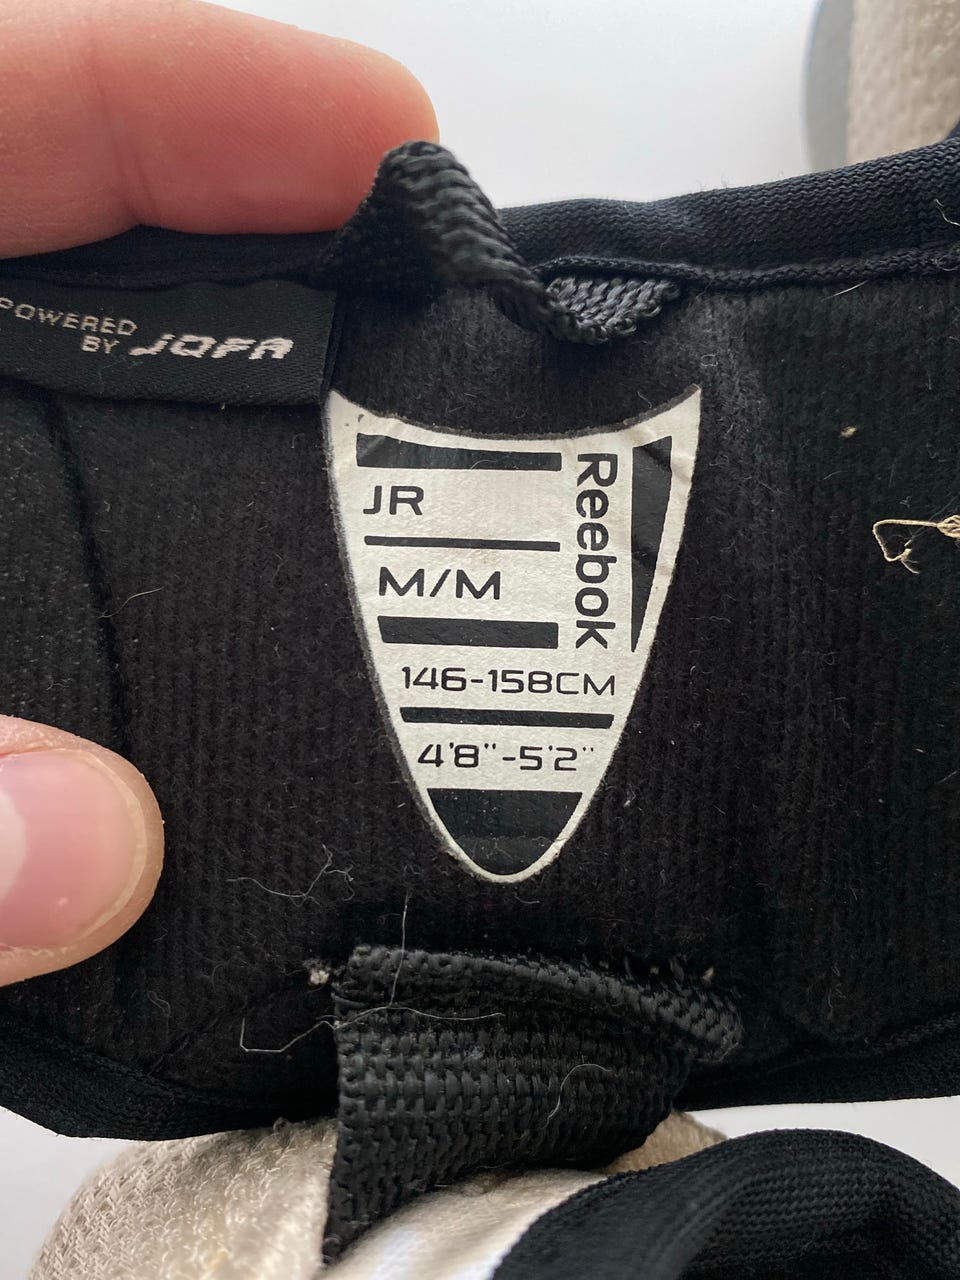 POWERED
BY JOFA
JR
M/M
Reebok
146-158CM
4'8"-5'2"